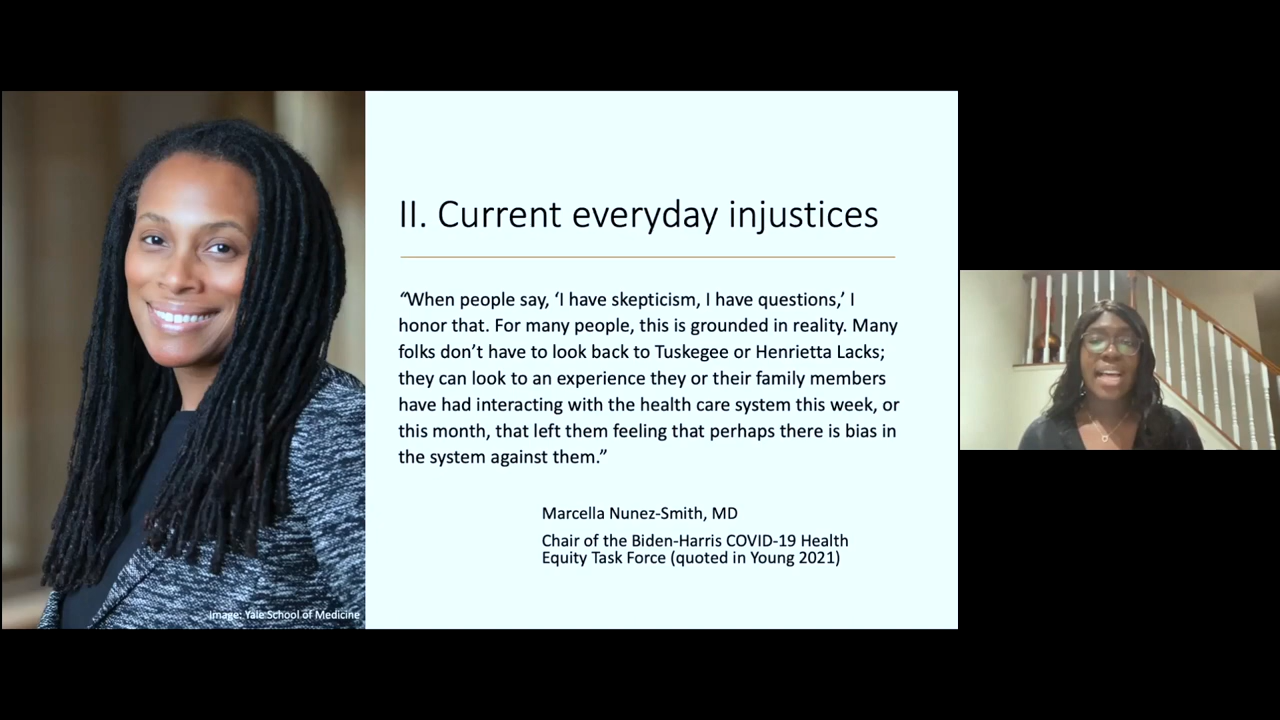 II. Current everyday injustices
“When people say, ‘I have skepticism, I have questions,’ I
honor that. For many people, this is grounded in reality. Many
folks don’t have to look back to Tuskegee or Henrietta Lacks;
they can look to an experience they or their family members
have had interacting with the health care system this week, or
this month, that left them feeling that perhaps there is bias in
the system against them.”
Marcella Nunez-Smith, MD
Chair of the Biden-Harris COVID-19 Health
Equity Task Force (quoted in Young 2021)
Image: Yale School of Medicine